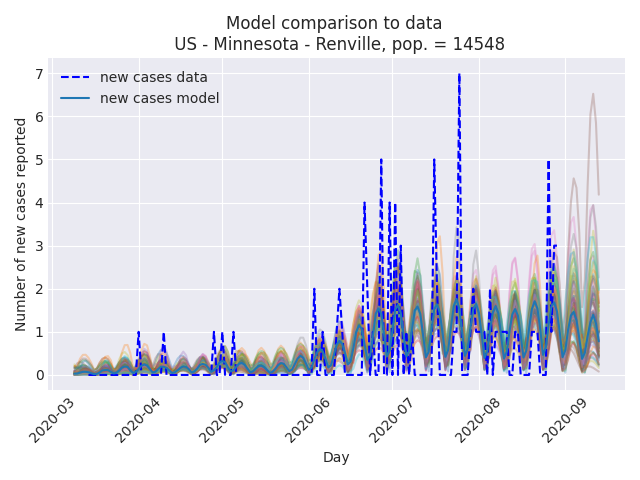 Model comparison to data
US - Minnesota - Renville, pop. = 14548
new cases data
new cases model
Number of new cases reported
7
6
5
4
3
2
1
0
2020-03
2020-04
2020-05
2020-06
2020-07
2020-08
2020-09
Day